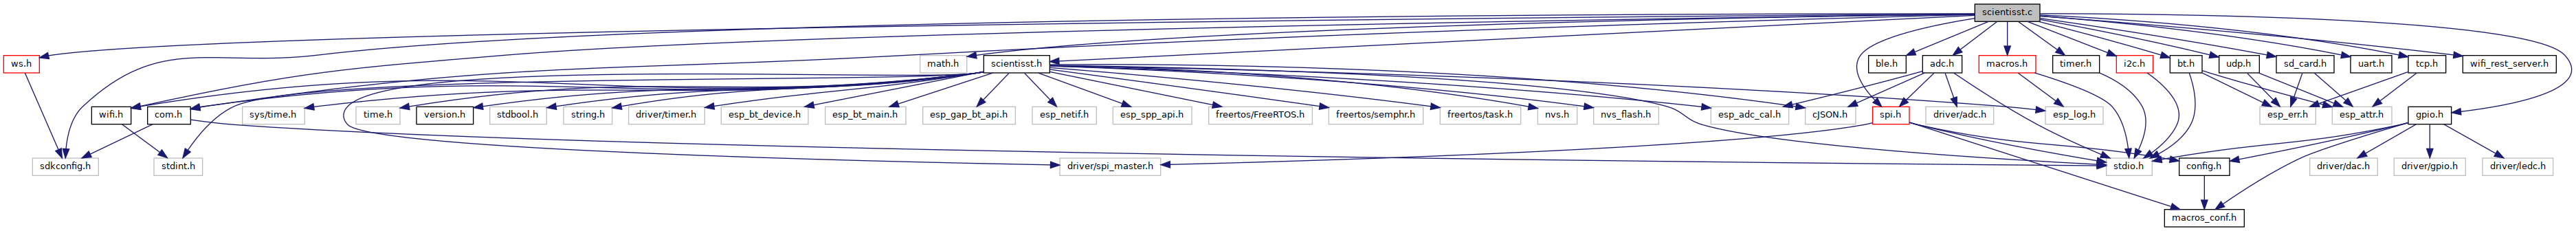 scientisst.c
ws.h
math.h
scientisst.h
ble.h
adc.h
macros.h
timer.h
i2c.h
bt.h
udp.h
sd_card.h
uart.h
tcp.h
wifi_rest_server.h
wifi.h
com.h
sys/time.h
time.h
version.h
stdbool.h
string.h
driver/timer.h
esp_bt_device.h
esp_bt_main.h
esp_gap_bt_api.h
esp_netif.h
esp_spp_api.h
freertos/FreeRTOS.h
freertos/semphr.h
freertos/task.h
nvs.h
nvs_flash.h
esp_adc_cal.h
cJSON.h
spi.h
driver/adc.h
esp_log.h
esp_err.h
esp_attr.h
gpio.h
sdkconfig.h
stdint.h
driver/spi_master.h
stdio.h
config.h
driver/dac.h
driver/gpio.h
driver/ledc.h
macros_conf.h